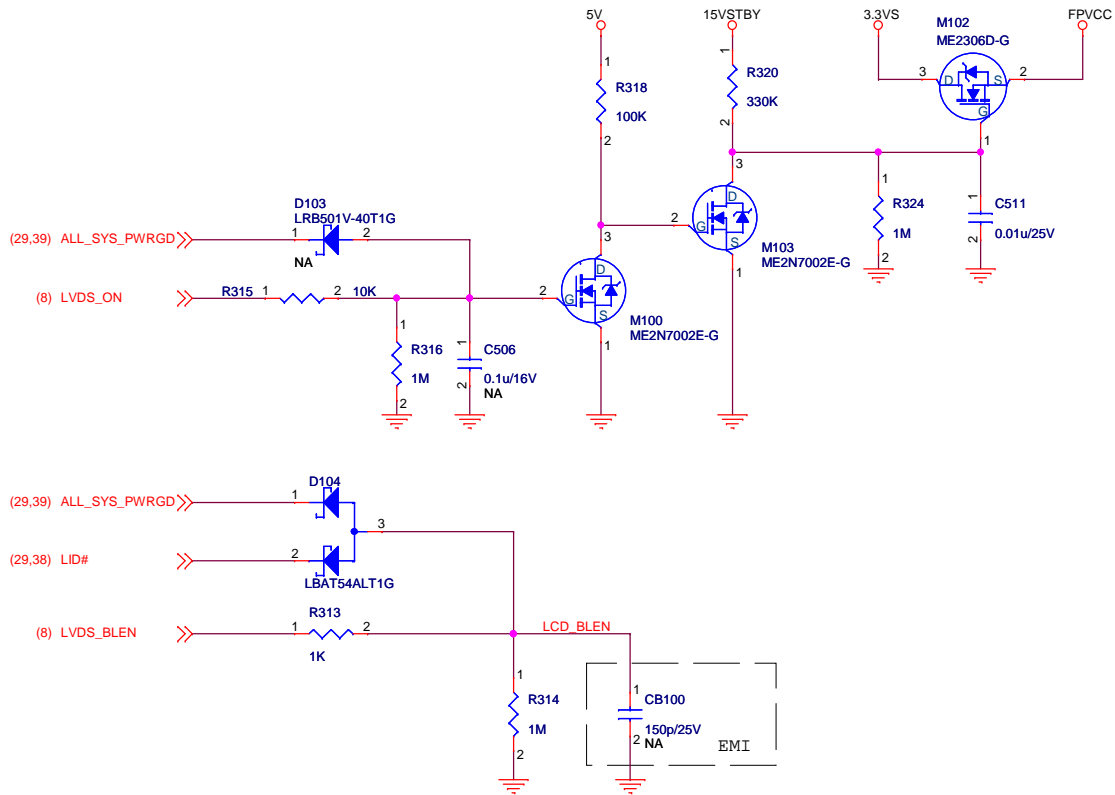 5V
15VSTBY
3.3VS
M102
ME2306D-G
FPVCC
1
R318
100K
2
1
R320
330K
2
3
D
S
2
G
1
3
D
2
G
S
M103
ME2N7002E-G
1
1
R324
1M
2
1
C511
0.01u/25V
2
D103
LRB501V-40T1G
(29,39) ALL_SYS_PWRGD
1
2
NA
(8) LVDS_ON
R315
1
2
10K
3
D
2
G
S
M100
ME2N7002E-G
1
1
R316
1M
2
1
C506
0.1u/16V
2
NA
D104
(29,39) ALL_SYS_PWRGD
1
3
(29,38) LID#
2
LBAT54ALT1G
R313
(8) LVDS_BLEN
1
2
1K
LCD_BLEN
1
R314
1M
2
1
CB100
150p/25V
2
NA
EMI